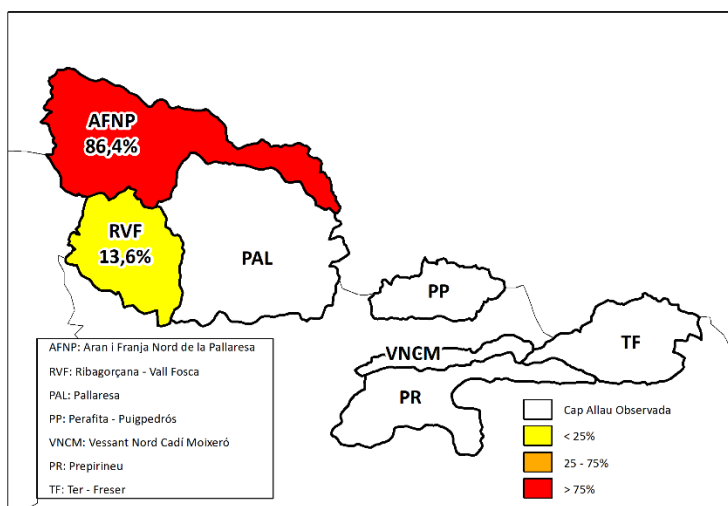 AFNP
86,4%
RVF
13,6%
PAL
PP
TF
VNCM
PR
AFNP: Aran i Franja Nord de la Pallaresa
RVF: Ribagorçana - Vall Fosca
PAL: Pallaresa
PP: Perafita - Puigpedrós
VNCM: Vessant Nord Cadí Moixeró
PR: Prepirineu
TF: Ter - Freser
Cap Allau Observada
< 25%
25 - 75%
> 75%